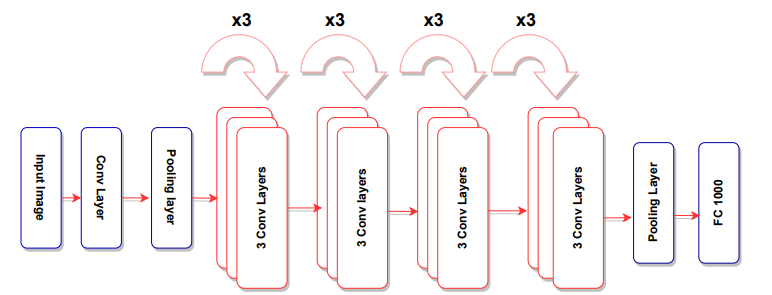 x3
x3
x3
x3
Input Image
Conv Layer
Pooling layer
3 Conv Layers
3 Conv layers
3 Conv Layers
3 Conv Layers
Pooling Layer
FC 1000